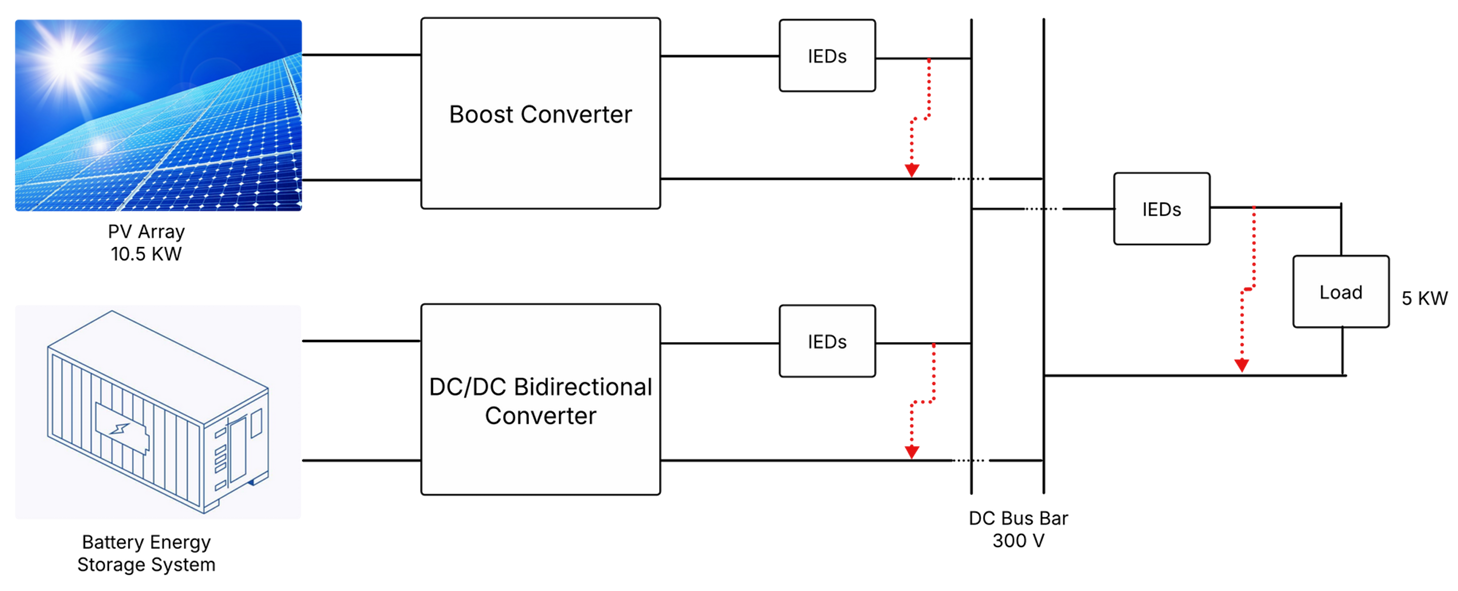 IEDs
Boost Converter
PV Array
10.5 KW
IEDs
Load
5 KW
IEDs
DC/DC Bidirectional
Converter
DC Bus Bar
300 V
Battery Energy
Storage System